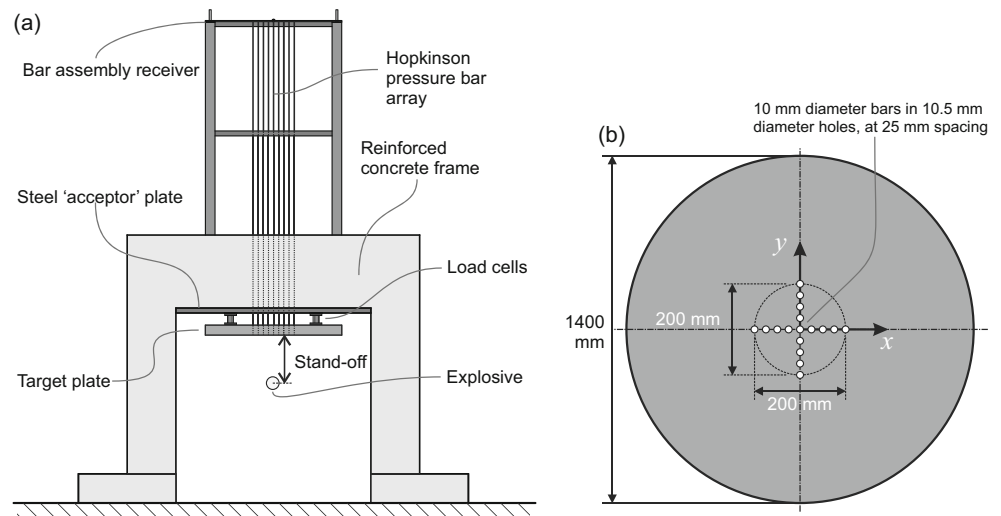 (a)
Bar assembly receiver
Hopkinson
pressure bar
array
Reinforced
concrete frame
Steel ‘acceptor’ plate
Load cells
Stand-off
Target plate
Explosive
(b)
10 mm diameter bars in 10.5 mm
diameter holes, at 25 mm spacing
y
1400
mm
200 mm
x
200 mm